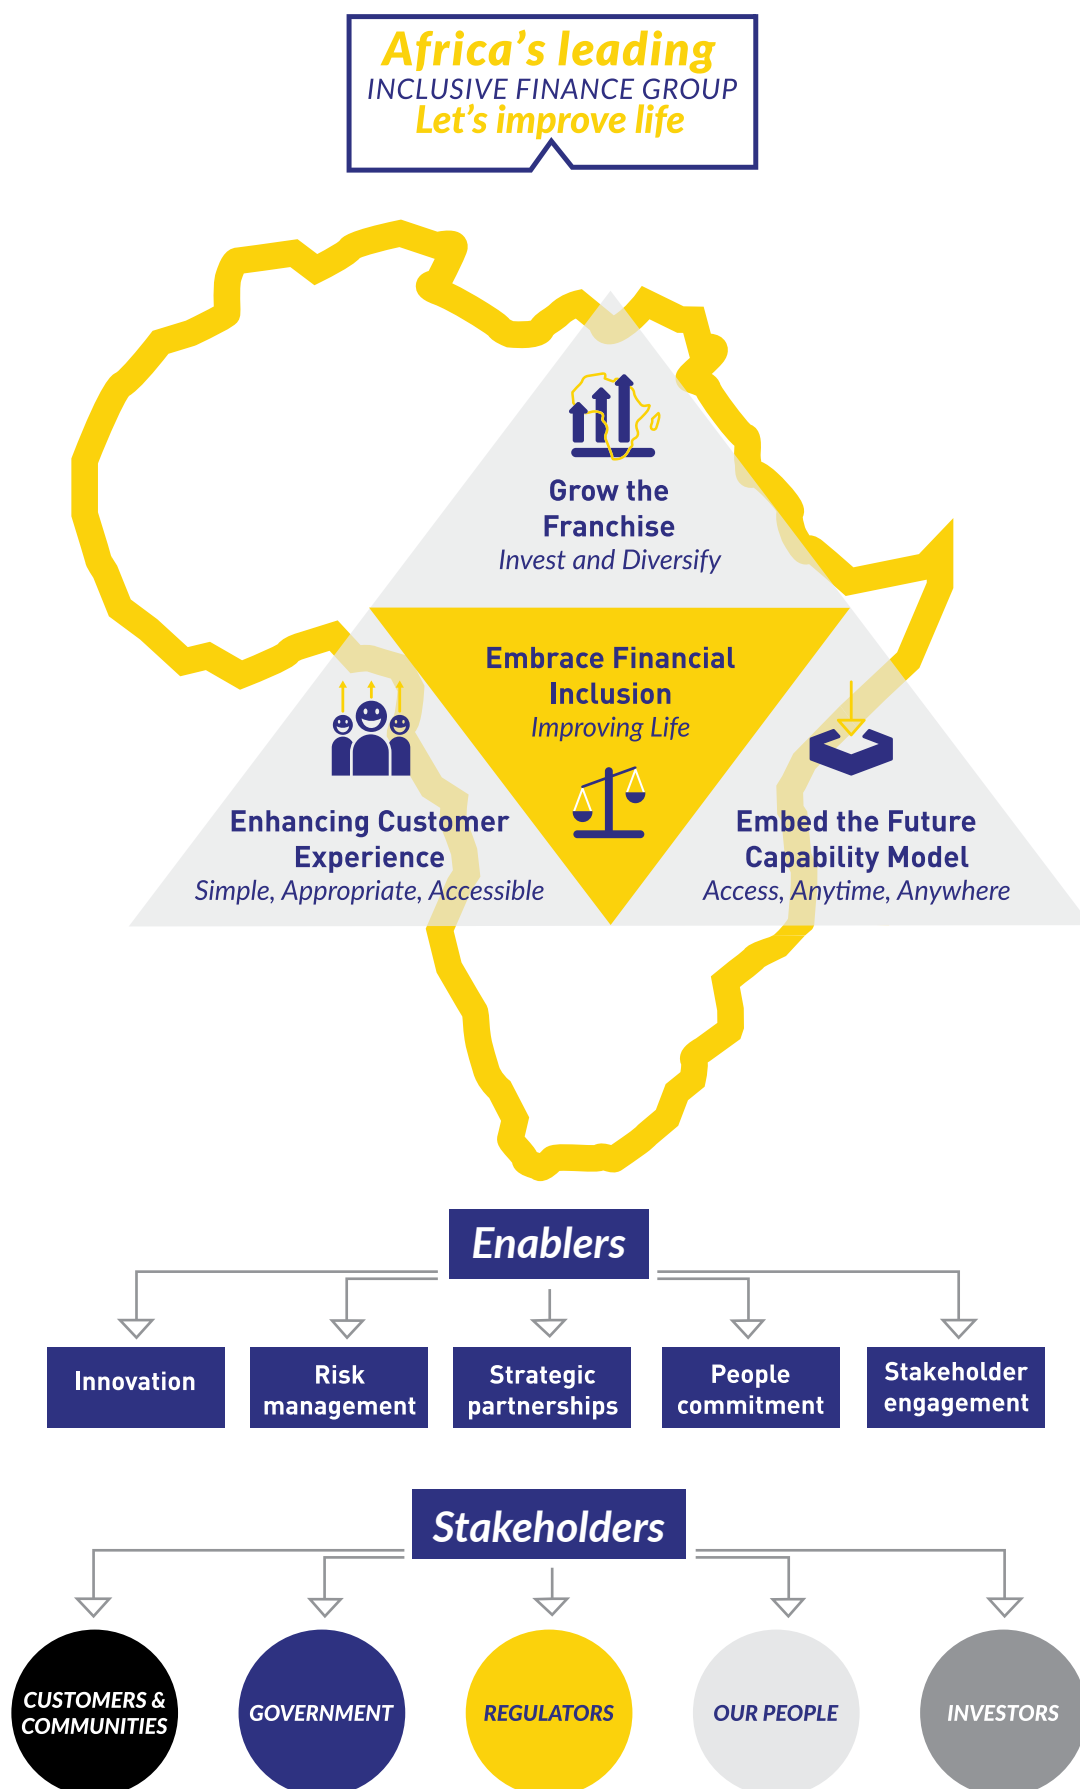 Africa's leading
INCLUSIVE FINANCE GROUP
Let's improve life
Grow the
Franchise
Invest and Diversify
Embrace Financial
Inclusion
Improving Life
Enhancing Customer
Experience
Simple, Appropriate, Accessible
Embed the Future
Capability Model
Access, Anytime, Anywhere
Enablers
Innovation
Risk
management
Strategic
partnerships
People
commitment
Stakeholder
engagement
Stakeholders
CUSTOMERS &
COMMUNITIES
GOVERNMENT
REGULATORS
OUR PEOPLE
INVESTORS